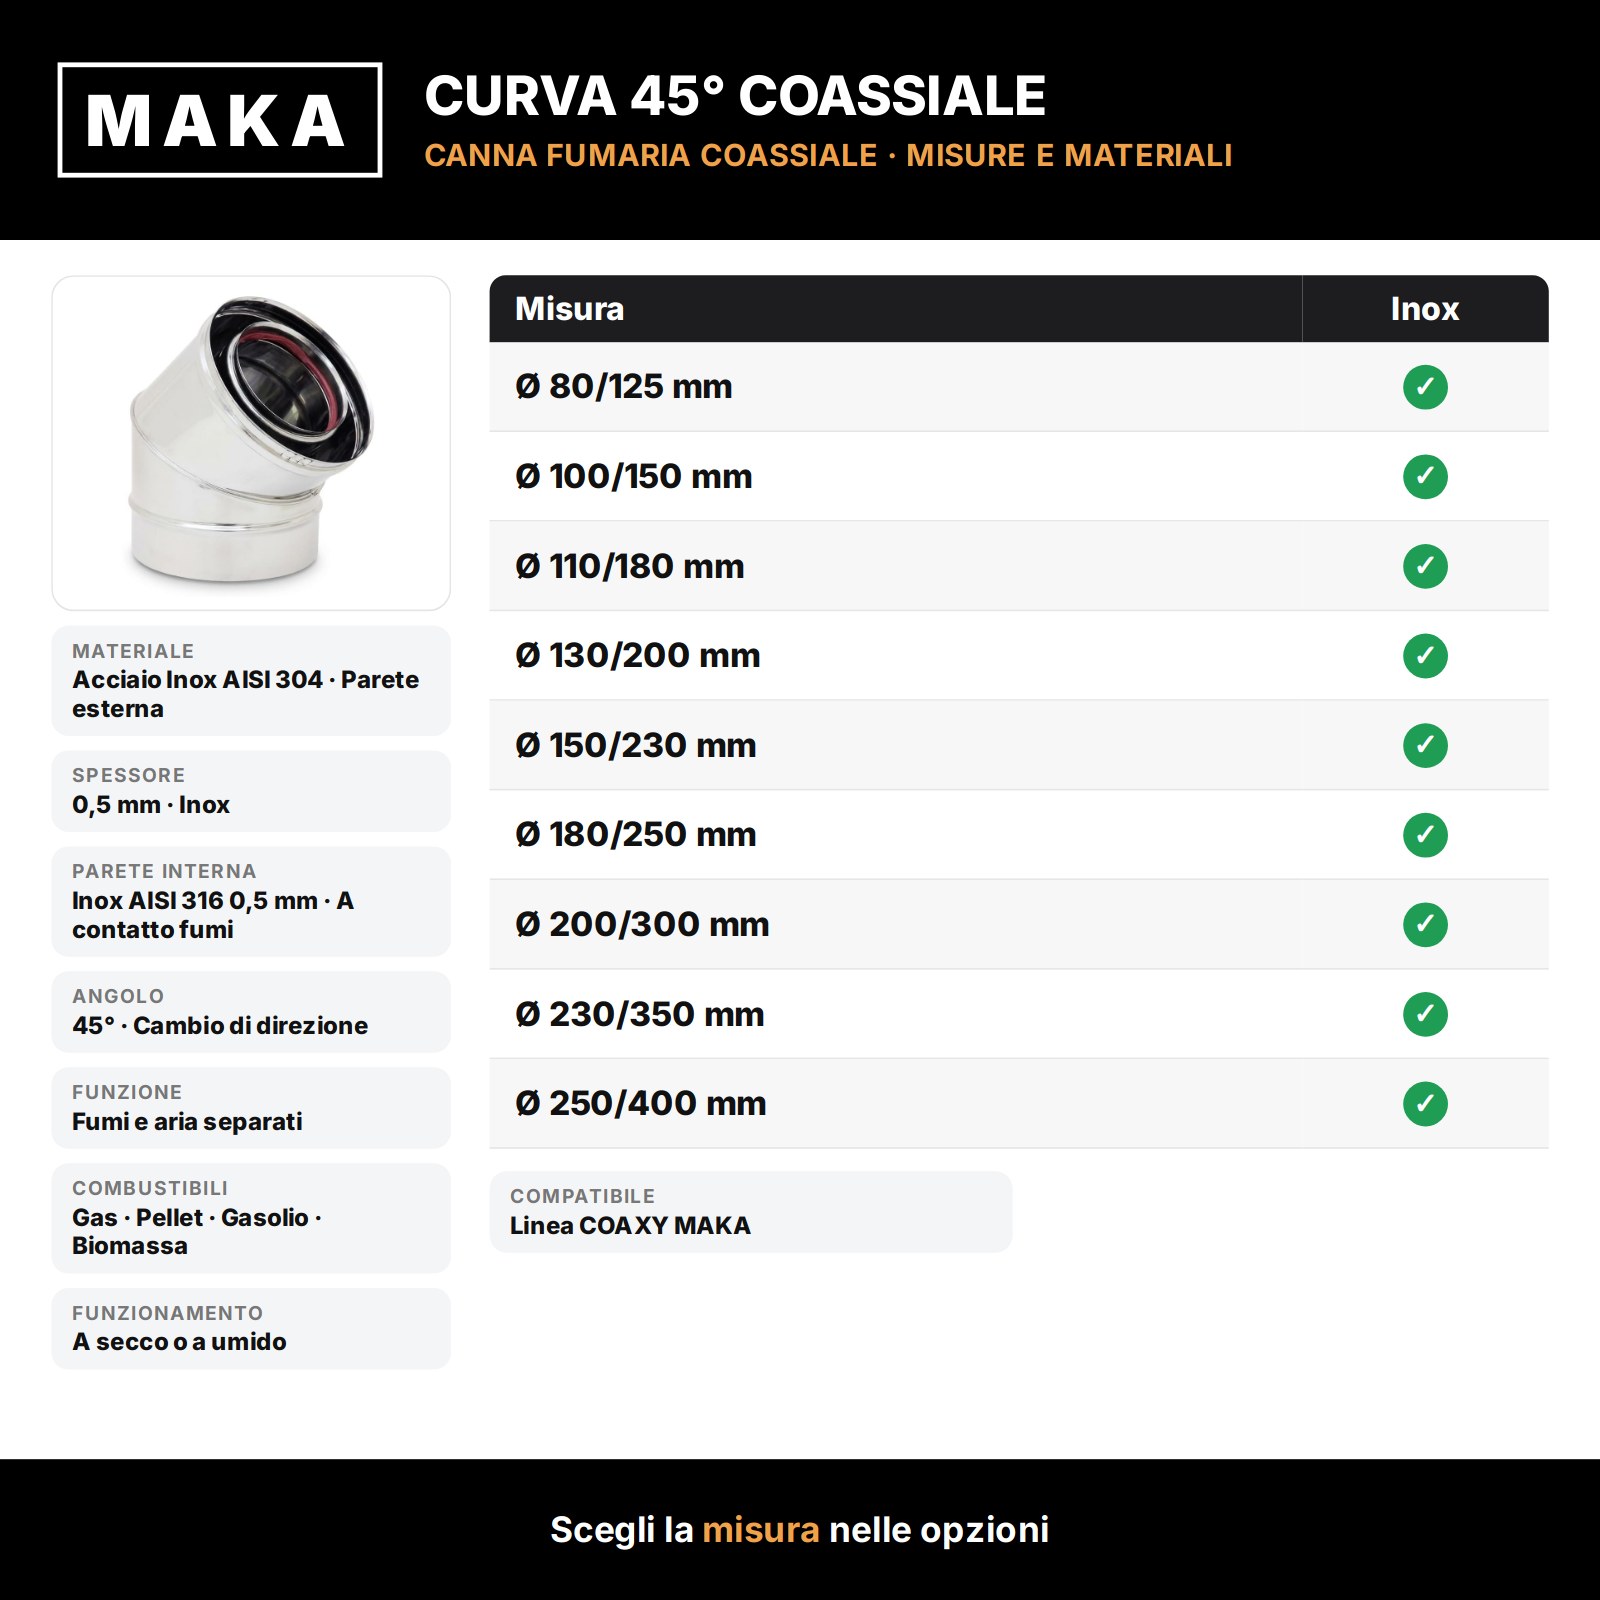 MAKA
CURVA 45° COASSIALE
CANNA FUMARIA COASSIALE · MISURE E MATERIALI
MATERIALE
Acciaio Inox AISI 304 · Parete
esterna
SPESSORE
0,5 mm · Inox
PARETE INTERNA
Inox AISI 316 0,5 mm · A
contatto fumi
ANGOLO
45° · Cambio di direzione
FUNZIONE
Fumi e aria separati
COMBUSTIBILI
Gas · Pellet · Gasolio ·
Biomassa
FUNZIONAMENTO
A secco o a umido
Misura Inox
Ø 80/125 mm ✓
Ø 100/150 mm ✓
Ø 110/180 mm ✓
Ø 130/200 mm ✓
Ø 150/230 mm ✓
Ø 180/250 mm ✓
Ø 200/300 mm ✓
Ø 230/350 mm ✓
Ø 250/400 mm ✓
COMPATIBILE
Linea COAXY MAKA
Scegli la misura nelle opzioni